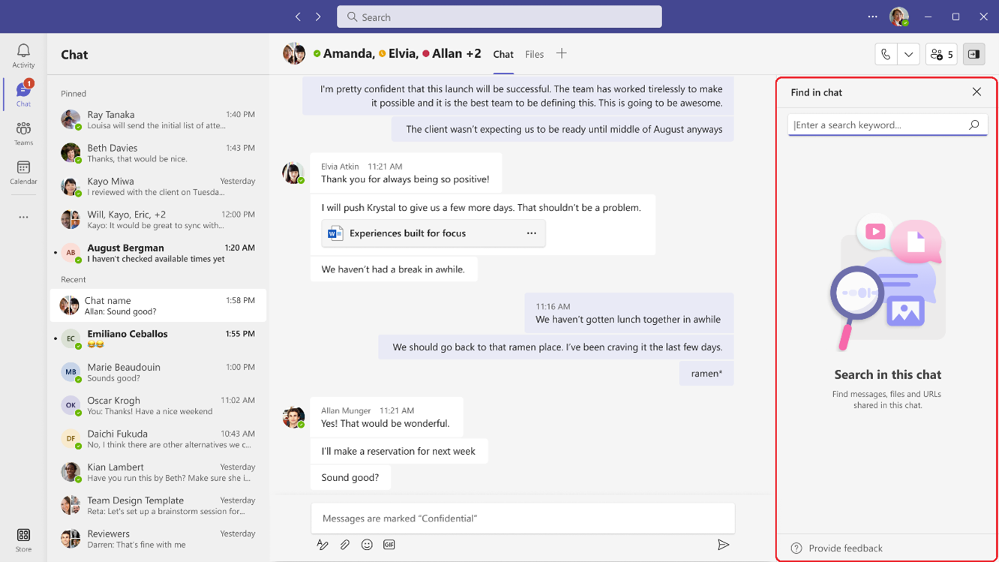 Search
Activity
1
Chat
Teams
Calendar
Store
Chat
Pinned
Ray Tanaka 1:40 PM
Louisa will send the initial list of atte...
Beth Davies 1:43 PM
Thanks, that would be nice.
Kayo Miwa Yesterday
I reviewed with the client on Tuesda...
Will, Kayo, Eric, +2 12:00 PM
Kayo: It would be great to sync with...
AB
August Bergman 1:20 AM
I haven't checked available times yet
Recent
Chat name 1:58 PM
Allan: Sound good?
EC
Emiliano Ceballos 1:55 PM
😂😂
MB
Marie Beaudouin 1:00 PM
Sounds good?
OK
Oscar Krogh 11:02 AM
You: Thanks! Have a nice weekend
DF
Daichi Fukuda 10:43 AM
No, I think there are other alternatives we c...
Kian Lambert Yesterday
Have you run this by Beth? Make sure she i...
Team Design Template Yesterday
Reta: Let's set up a brainstorm session for...
Reviewers Yesterday
Darren: That's fine with me
Amanda, Elvia, Allan +2 Chat Files
5
I'm pretty confident that this launch will be successful. The team has worked tirelessly to make
it possible and it is the best team to be defining this. This is going to be awesome.
The client wasn't expecting us to be ready until middle of August anyways
Elvia Atkin 11:21 AM
Thank you for always being so positive!
I will push Krystal to give us a few more days. That shouldn't be a problem.
W Experiences built for focus ...
We haven't had a break in awhile.
11:16 AM
We haven't gotten lunch together in awhile
We should go back to that ramen place. I've been craving it the last few days.
ramen*
Allan Munger 11:21 AM
Yes! That would be wonderful.
I'll make a reservation for next week
Sound good?
Messages are marked "Confidential"
GIF
Find in chat
Enter a search keyword...
Search in this chat
Find messages, files and URLs
shared in this chat.
Provide feedback